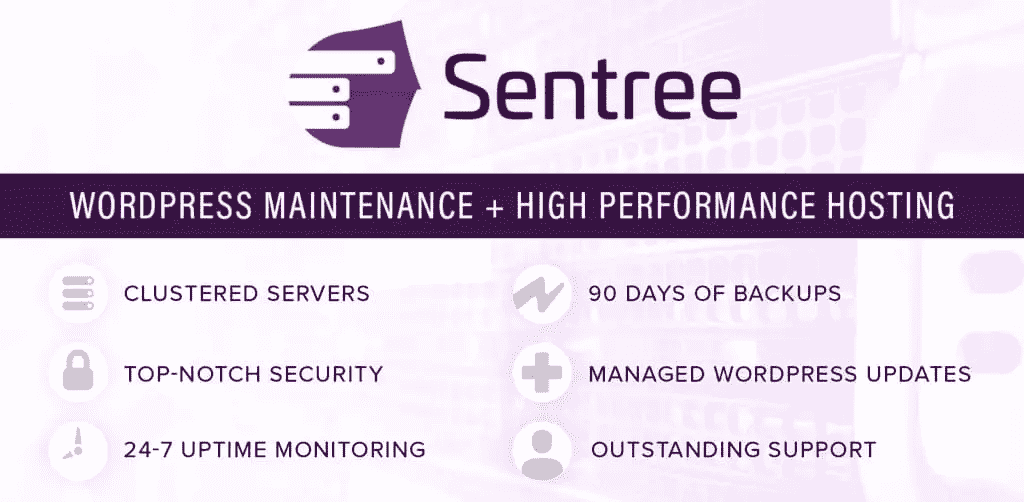 Sentree
WORDPRESS MAINTENANCE + HIGH PERFORMANCE HOSTING
CLUSTERED SERVERS
90 DAYS OF BACKUPS
TOP-NOTCH SECURITY
MANAGED WORDPRESS UPDATES
24-7 UPTIME MONITORING
OUTSTANDING SUPPORT